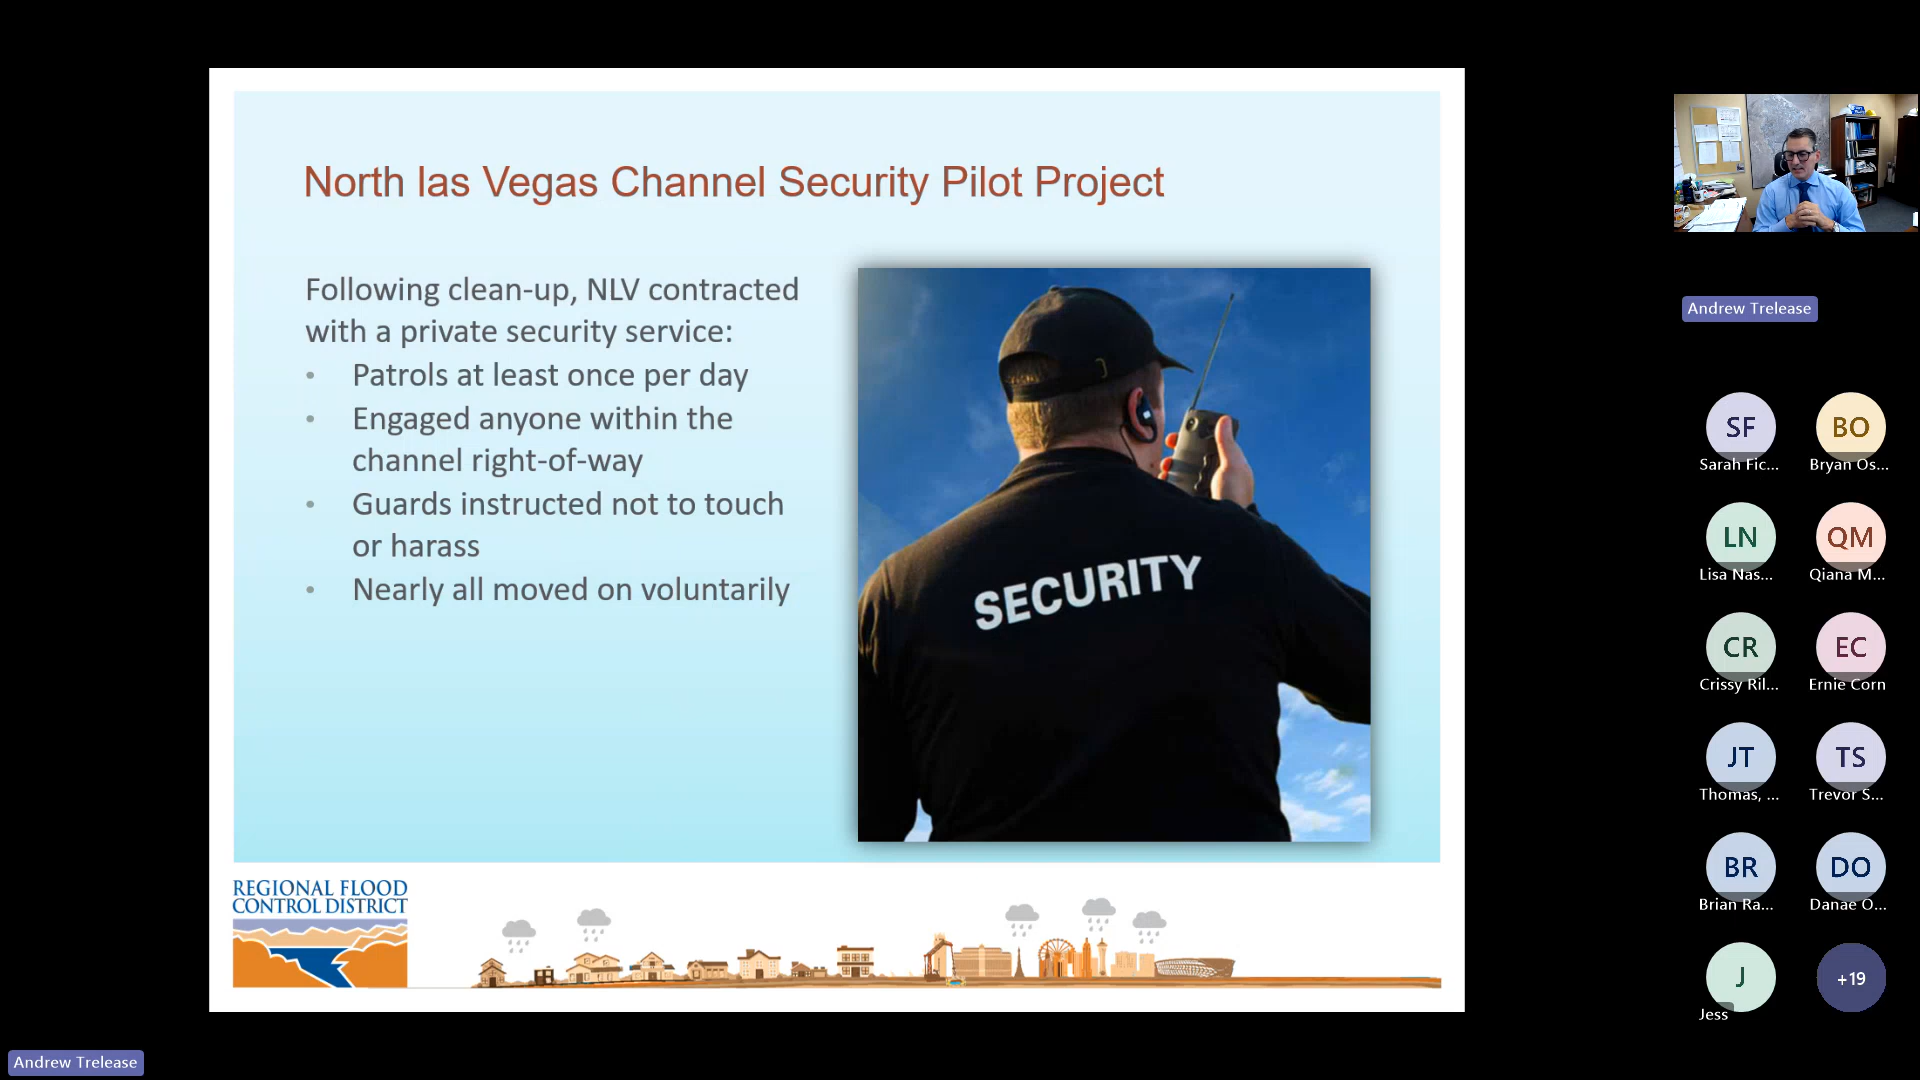 North las Vegas Channel Security Pilot Project
Following clean-up, NLV contracted
with a private security service:
• Patrols at least once per day
• Engaged anyone within the
channel right-of-way
• Guards instructed not to touch
or harass
• Nearly all moved on voluntarily
SECURITY
REGIONAL FLOOD
CONTROL DISTRICT
Andrew Trelease
Andrew Trelease
SF
BO
Sarah Fic...
Bryan Os...
LN
QM
Lisa Nas...
Qiana M...
CR
EC
Crissy Ril...
Ernie Corn
JT
TS
Thomas, ...
Trevor S...
BR
DO
Brian Ra...
Danae O...
J
+19
Jess